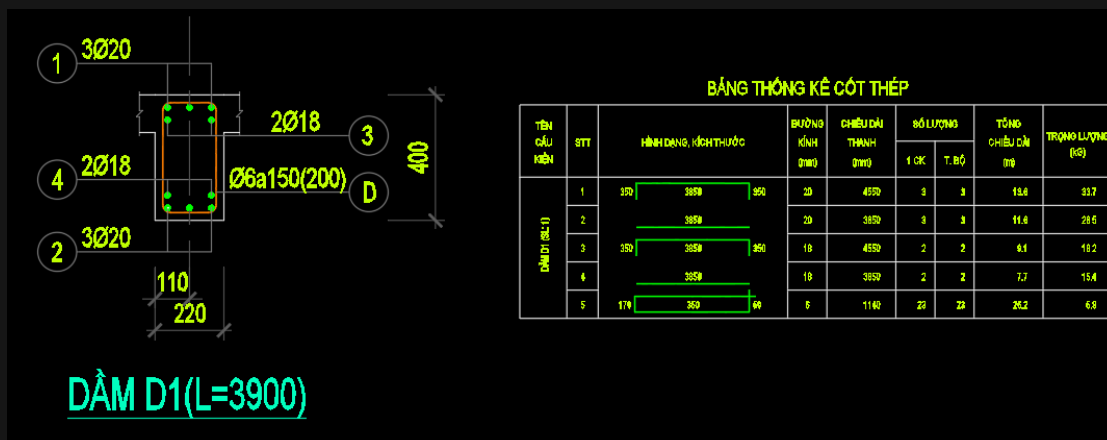 1 3Ø20
2Ø18 3
4 2Ø18
Ø6a150(200) D
2 3Ø20
400
110
220
DẦM D1(L=3900)
BẢNG THỐNG KÊ CỐT THÉP
TÊN CẤU KIỆN STT HÌNH DẠNG, KÍCH THƯỚC ĐƯỜNG KÍNH (mm) CHIỀU DÀI THANH (mm) SỐ LƯỢNG 1 CK T. BỘ TỔNG CHIỀU DÀI (m) TRỌNG LƯỢNG (kG)
DẦM D1 (SL:1)
1 350 3850 350 20 4550 3 3 13.6 33.7
2 3850 20 3850 3 3 11.6 28.5
3 350 3850 350 18 4550 2 2 9.1 18.2
4 3850 18 3850 2 2 7.7 15.4
5 170 350 60 6 1140 23 23 26.2